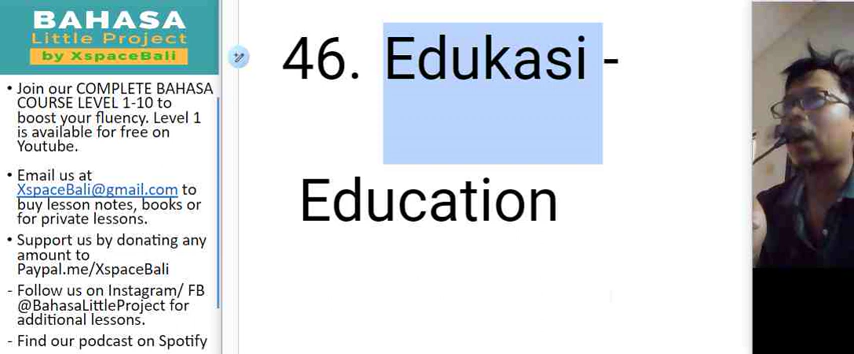 BAHASA
Little Project
by XspaceBali
• Join our COMPLETE BAHASA
COURSE LEVEL 1-10 to
boost your fluency. Level 1
is available for free on
Youtube.
• Email us at
XspaceBali@gmail.com to
buy lesson notes, books or
for private lessons.
• Support us by donating any
amount to
Paypal.me/XspaceBali
- Follow us on Instagram/ FB
@BahasaLittleProject for
additional lessons.
- Find our podcast on Spotify
46. Edukasi -
Education